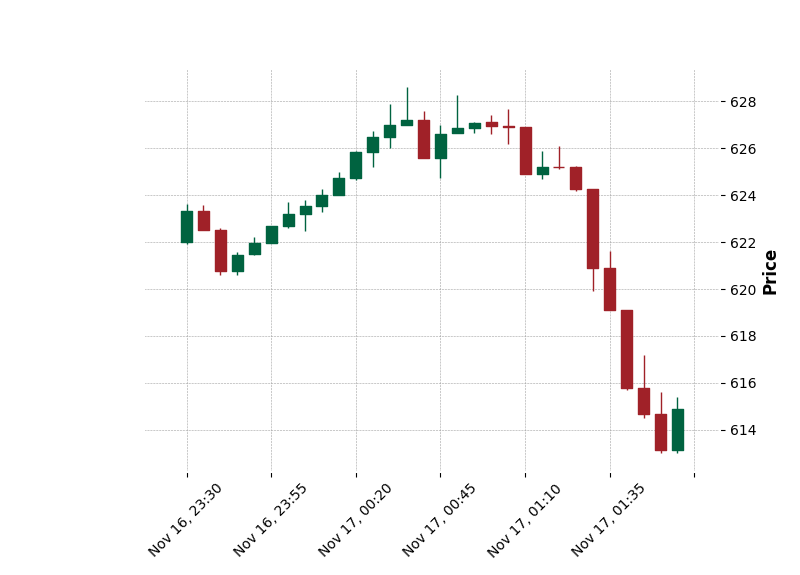 628
626
624
622
620
618
616
614
Price
Nov 16, 23:30
Nov 16, 23:55
Nov 17, 00:20
Nov 17, 00:45
Nov 17, 01:10
Nov 17, 01:35